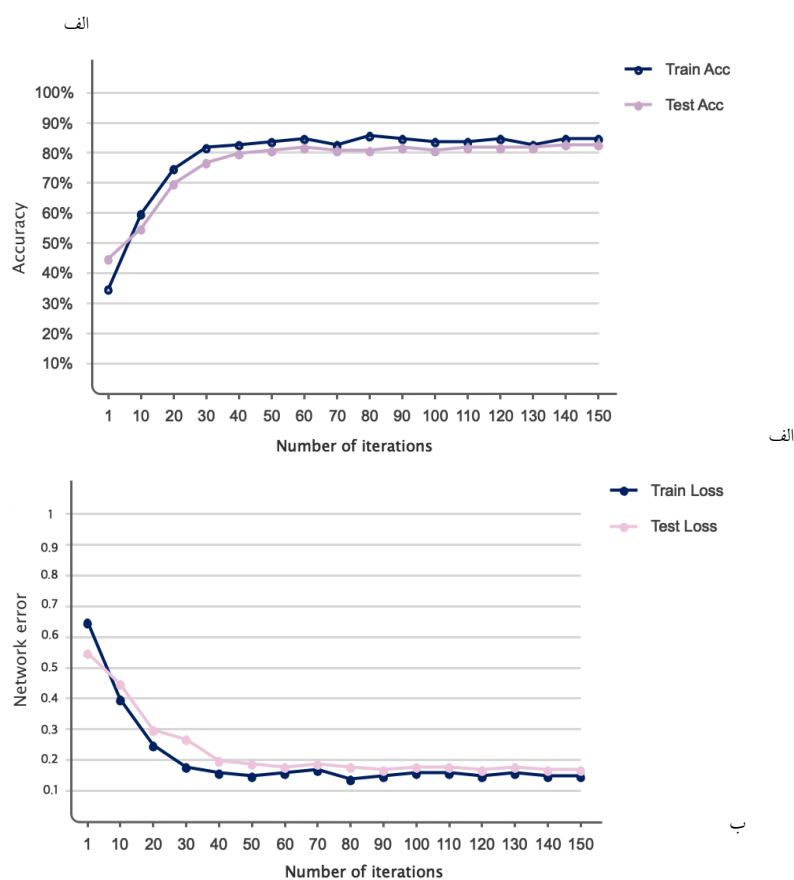 الف
Train Acc
Test Acc
Accuracy
100%
90%
80%
70%
60%
50%
40%
30%
20%
10%
1 10 20 30 40 50 60 70 80 90 100 110 120 130 140 150
Number of iterations
الف
Train Loss
Test Loss
Network error
1
0.9
0.8
0.7
0.6
0.5
0.4
0.3
0.2
0.1
1 10 20 30 40 50 60 70 80 90 100 110 120 130 140 150
Number of iterations
ب